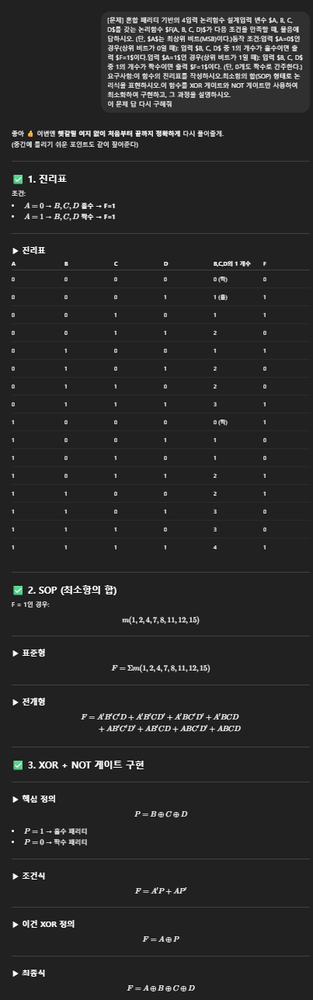 [문제] 혼합 패리티 기반의 4입력 논리함수 설계입력 변수 $A, B, C,
D$를 갖는 논리함수 $F(A, B, C, D)$가 다음 조건을 만족할 때, 물음에
답하시오. (단, $A$는 최상위 비트(MSB)이다.)동작 조건:입력 $A=0$인
경우(상위 비트가 0일 때): 입력 $B, C, D$ 중 1의 개수가 홀수이면 출
력 $F=1$이다.입력 $A=1$인 경우(상위 비트가 1일 때): 입력 $B, C, D$
중 1의 개수가 짝수이면 출력 $F=1$이다. (단, 0개도 짝수로 간주한다.)
요구사항:이 함수의 진리표를 작성하시오.최소항의 합(SOP) 형태로 논
리식을 표현하시오.이 함수를 XOR 게이트와 NOT 게이트만 사용하여
최소화하여 구현하고, 그 과정을 설명하시오.
이 문제 답 다시 구해줘
좋아 👍 이번엔 헷갈릴 여지 없이 처음부터 끝까지 정확하게 다시 풀어줄게.
(중간에 틀리기 쉬운 포인트도 같이 짚어준다)
✅ 1. 진리표
조건:
• A = 0 → B, C, D 홀수 → F=1
• A = 1 → B, C, D 짝수 → F=1
▶ 진리표
A B C D B,C,D의 1 개수 F
0 0 0 0 0 (짝) 0
0 0 0 1 1 (홀) 1
0 0 1 0 1 1
0 0 1 1 2 0
0 1 0 0 1 1
0 1 0 1 2 0
0 1 1 0 2 0
0 1 1 1 3 1
1 0 0 0 0 (짝) 1
1 0 0 1 1 0
1 0 1 0 1 0
1 0 1 1 2 1
1 1 0 0 2 1
1 1 0 1 3 0
1 1 1 0 3 0
1 1 1 1 4 1
✅ 2. SOP (최소항의 합)
F = 1인 경우:
m(1, 2, 4, 7, 8, 11, 12, 15)
▶ 표준형
F = Σm(1, 2, 4, 7, 8, 11, 12, 15)
▶ 전개형
F = A′B′C′D + A′B′CD′ + A′BC′D′ + A′BCD
+ AB′C′D′ + AB′CD + ABC′D′ + ABCD
✅ 3. XOR + NOT 게이트 구현
▶ 핵심 정의
P = B ⊕ C ⊕ D
• P = 1 → 홀수 패리티
• P = 0 → 짝수 패리티
▶ 조건식
F = A′P + AP′
▶ 이건 XOR 정의
F = A ⊕ P
▶ 최종식
F = A ⊕ B ⊕ C ⊕ D